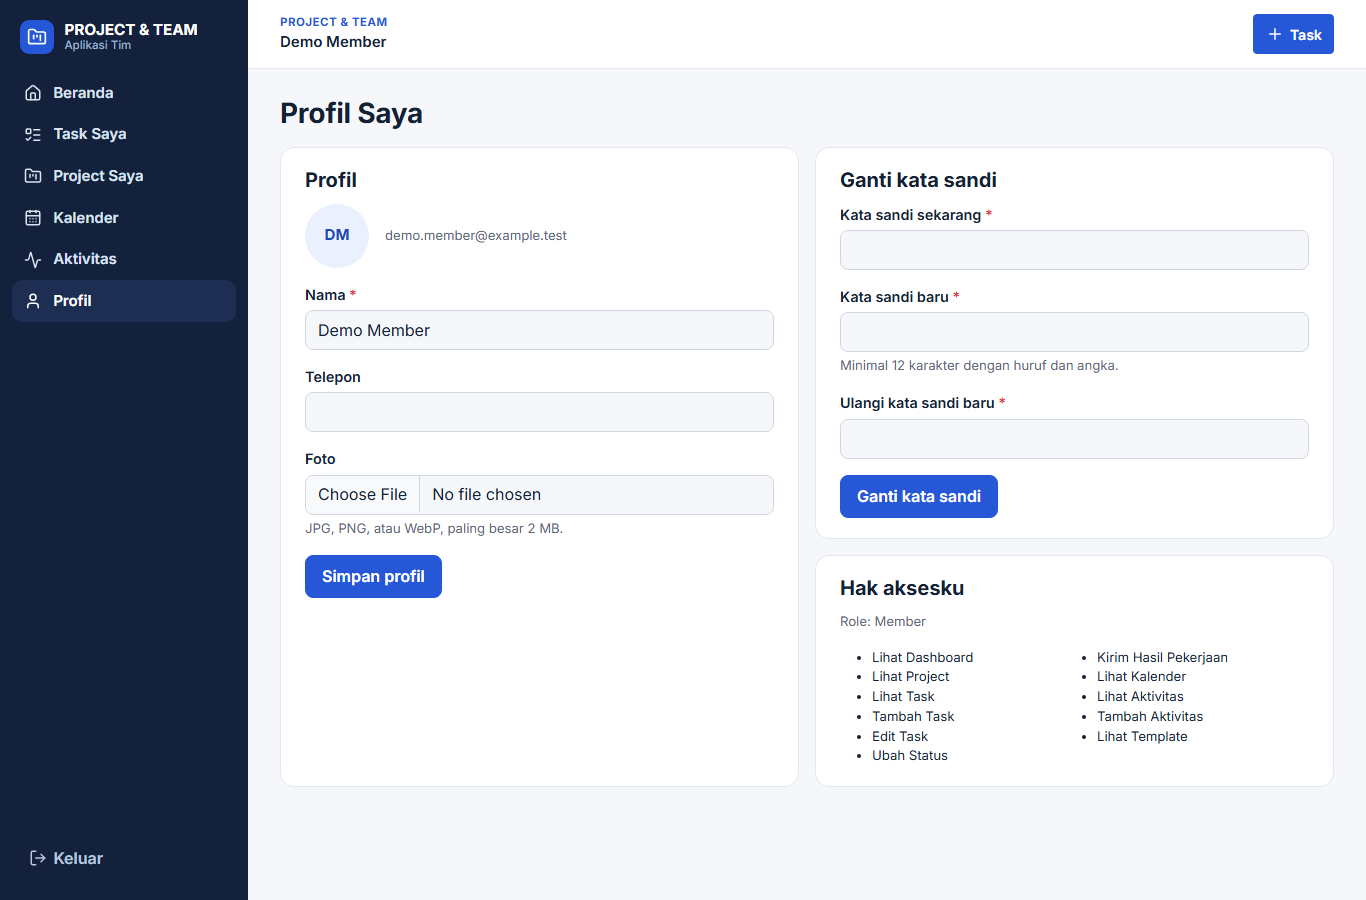 PROJECT & TEAM
Aplikasi Tim
Beranda
Task Saya
Project Saya
Kalender
Aktivitas
Profil
Keluar
PROJECT & TEAM
Demo Member
Task
Profil Saya
Profil
DM
demo.member@example.test
Nama *
Demo Member
Telepon
Foto
Choose File No file chosen
JPG, PNG, atau WebP, paling besar 2 MB.
Simpan profil
Ganti kata sandi
Kata sandi sekarang *
Kata sandi baru *
Minimal 12 karakter dengan huruf dan angka.
Ulangi kata sandi baru *
Ganti kata sandi
Hak aksesku
Role: Member
Lihat Dashboard
Lihat Project
Lihat Task
Tambah Task
Edit Task
Ubah Status
Kirim Hasil Pekerjaan
Lihat Kalender
Lihat Aktivitas
Tambah Aktivitas
Lihat Template